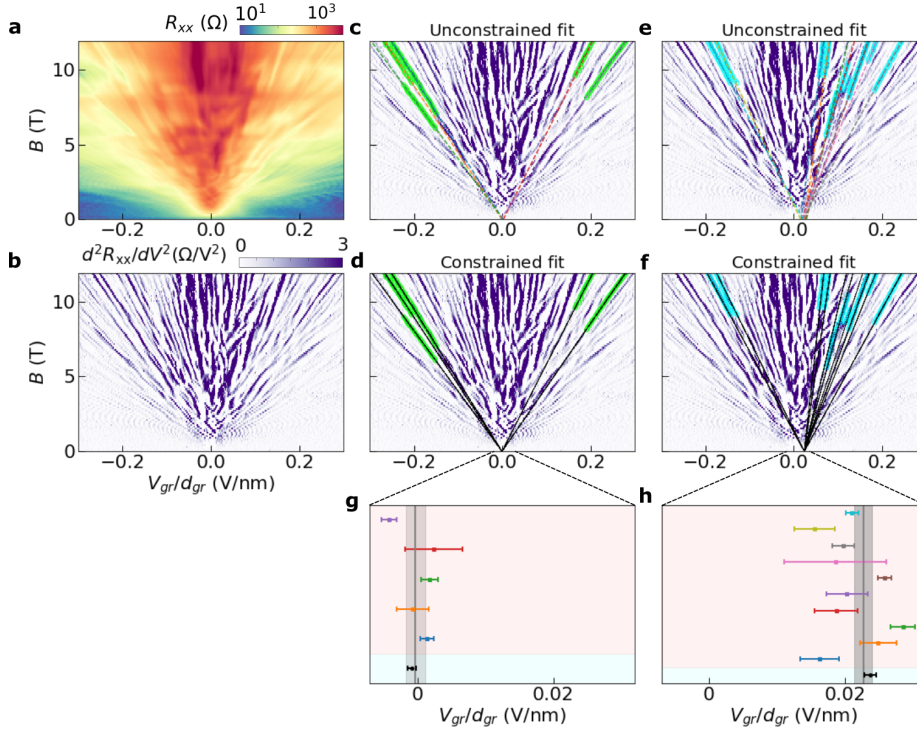 a
R_xx (Ω)
10^1
10^3
B (T)
10
5
0
−0.2
0.0
0.2
b
d^2R_xx/dV^2(Ω/V^2)
0
3
B (T)
10
5
0
−0.2
0.0
0.2
V_gr/d_gr (V/nm)
c
Unconstrained fit
−0.2
0.0
0.2
d
Constrained fit
−0.2
0.0
0.2
e
Unconstrained fit
−0.2
0.0
0.2
f
Constrained fit
−0.2
0.0
0.2
g
0
0.02
V_gr/d_gr (V/nm)
h
0
0.02
V_gr/d_gr (V/nm)